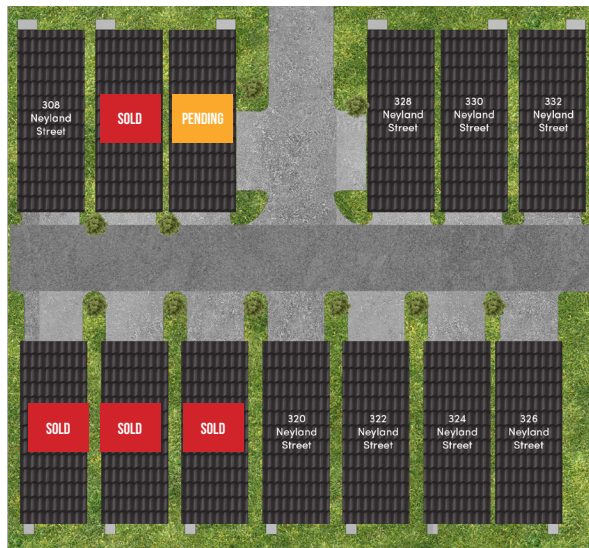 308
Neyland
Street
SOLD
PENDING
328
Neyland
Street
330
Neyland
Street
332
Neyland
Street
SOLD
SOLD
SOLD
320
Neyland
Street
322
Neyland
Street
324
Neyland
Street
326
Neyland
Street